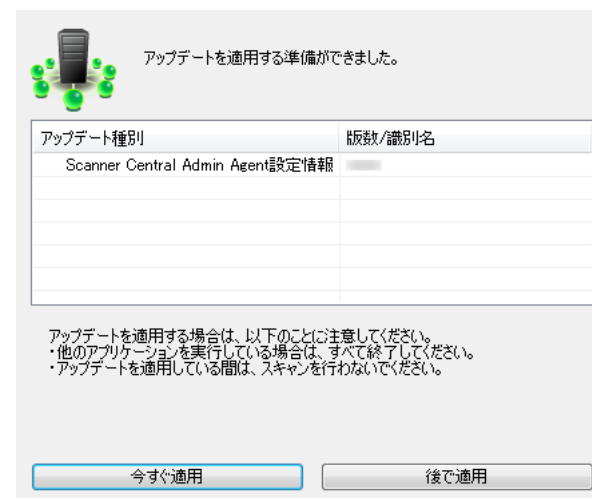 アップデートを適用する準備ができました。
アップデート種別 版数/識別名
Scanner Central Admin Agent設定情報
アップデートを適用する場合は、以下のことに注意してください。
・他のアプリケーションを実行している場合は、すべて終了してください。
・アップデートを適用している間は、スキャンを行わないでください。
今すぐ適用 後で適用